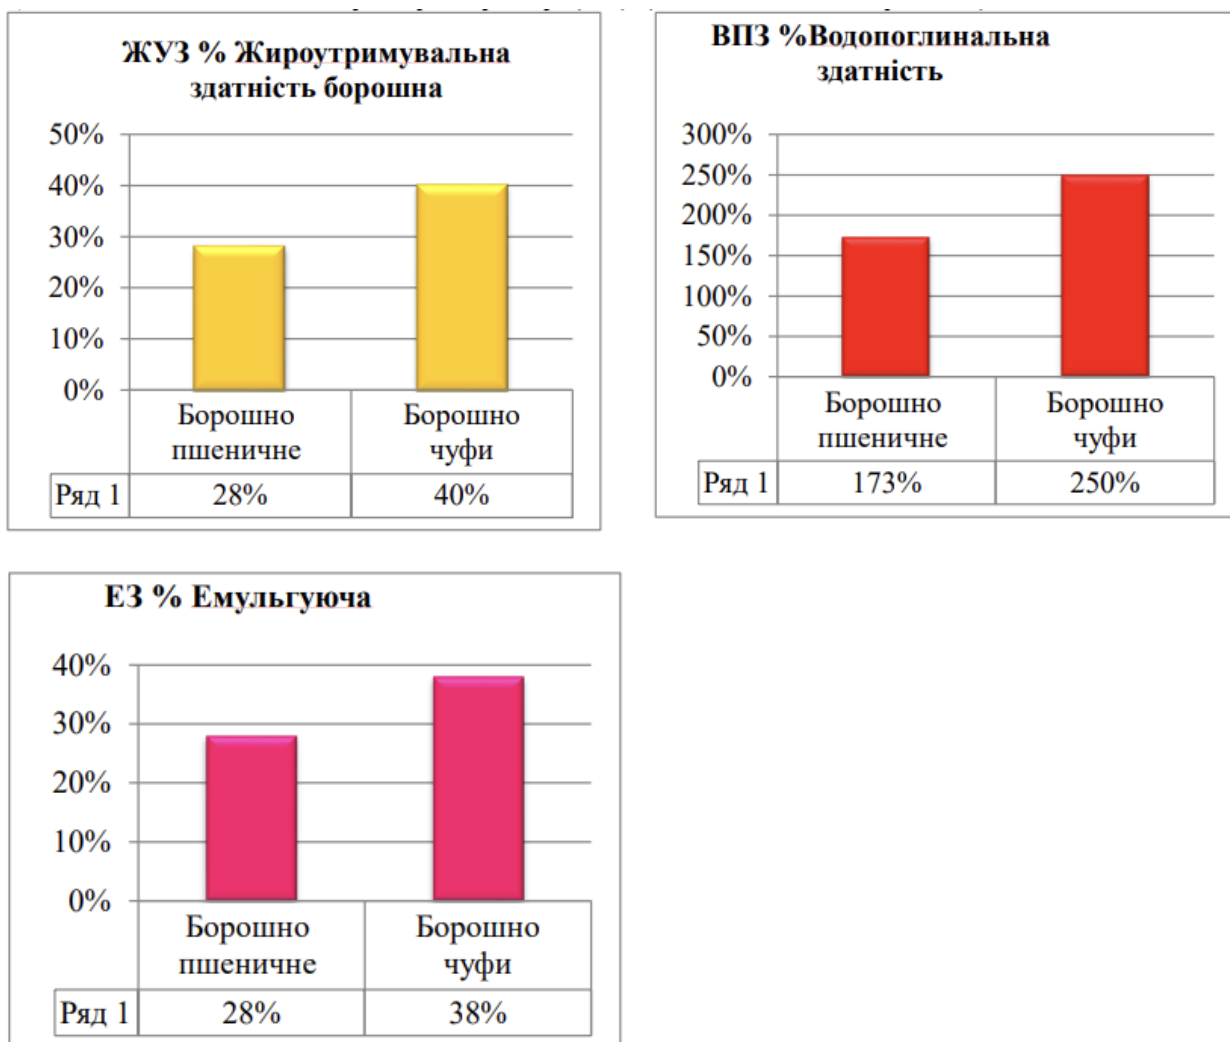 ЖУЗ % Жироутримувальна
здатність борошна
50%
40%
30%
20%
10%
0%
Борошно
пшеничне
Борошно
чуфи
Ряд 1 28% 40%
ВПЗ %Водопоглинальна
здатність
300%
250%
200%
150%
100%
50%
0%
Борошно
пшеничне
Борошно
чуфи
Ряд 1 173% 250%
ЕЗ % Емульгуюча
40%
30%
20%
10%
0%
Борошно
пшеничне
Борошно
чуфи
Ряд 1 28% 38%